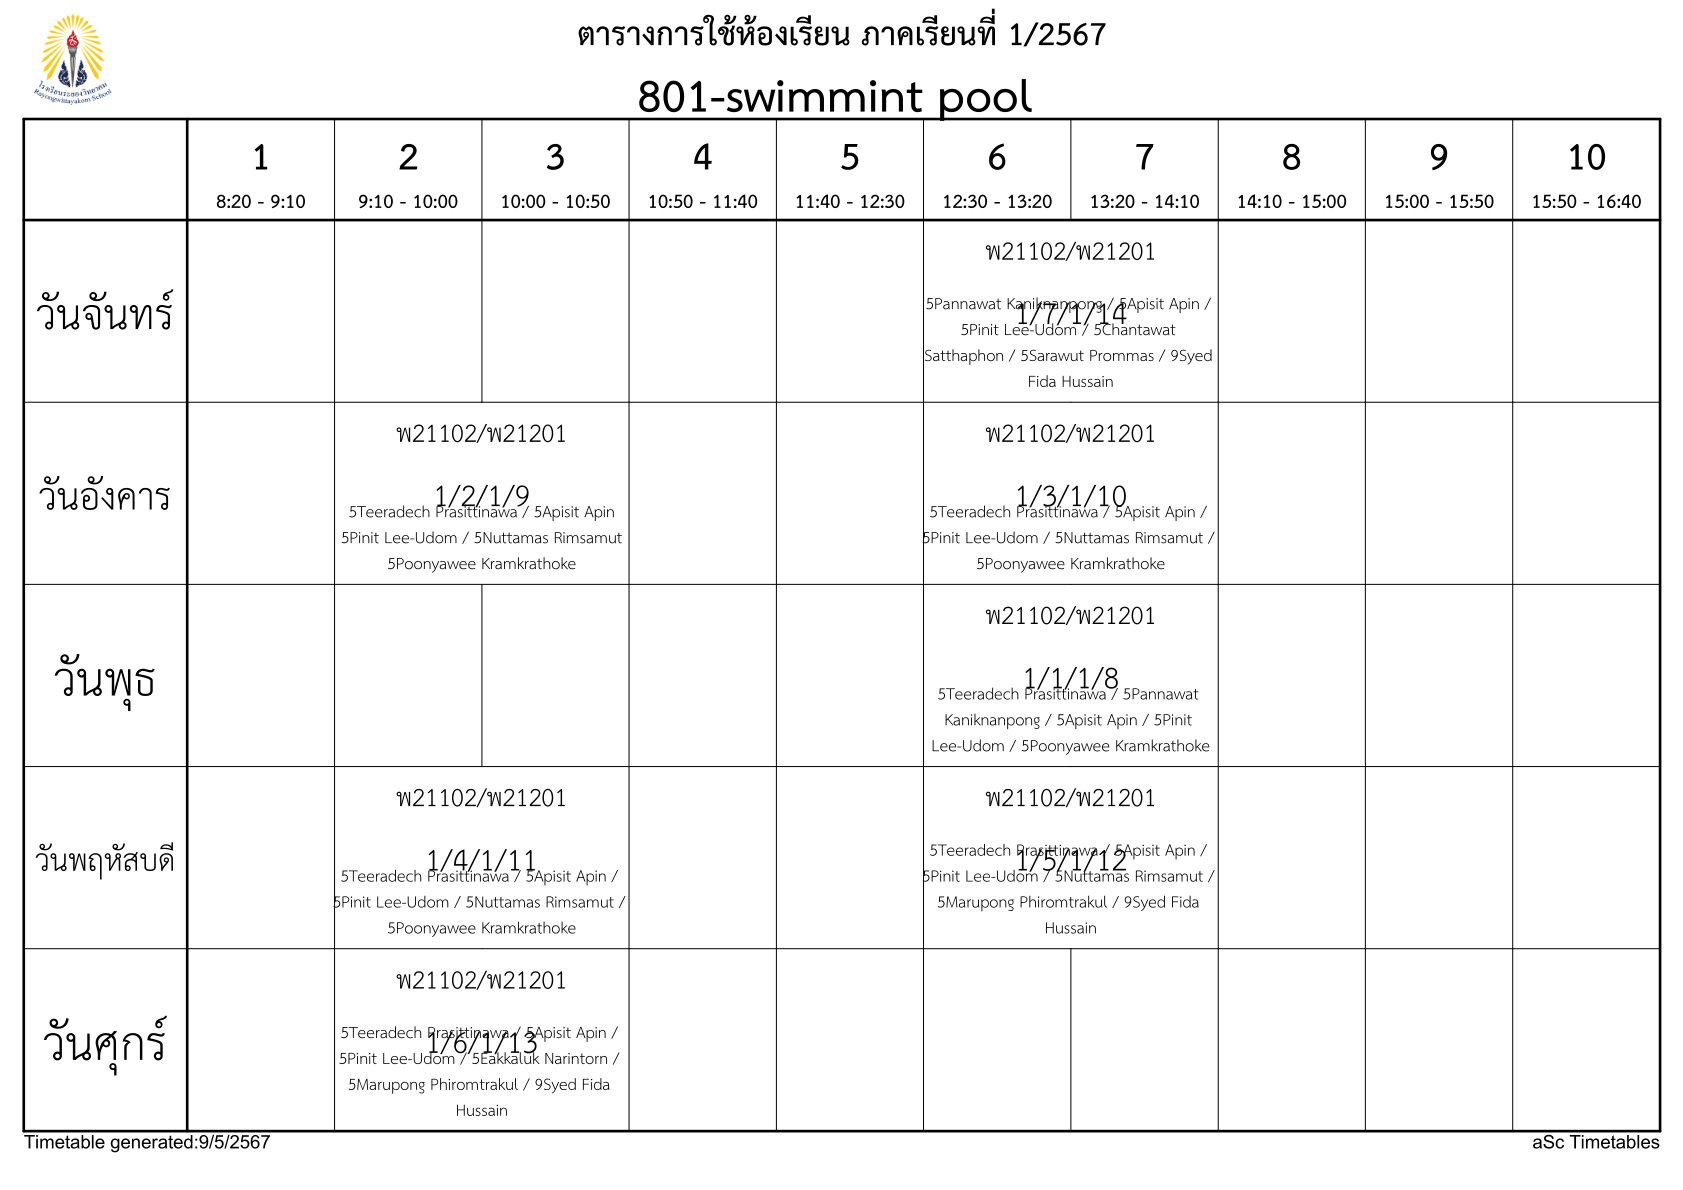 ตารางการใช้ห้องเรียน ภาคเรียนที่ 1/2567
โรงเรียนระยองวิทยาคม
Rayongwittayakom School
801-swimmint pool
1 2 3 4 5 6 7 8 9 10
8:20 - 9:10 9:10 - 10:00 10:00 - 10:50 10:50 - 11:40 11:40 - 12:30 12:30 - 13:20 13:20 - 14:10 14:10 - 15:00 15:00 - 15:50 15:50 - 16:40
วันจันทร์
พ21102/พ21201
1/7/1/14
5Pannawat Kaniknanpong / 5Apisit Apin /
5Pinit Lee-Udom / 5Chantawat
Satthaphon / 5Sarawut Prommas / 9Syed
Fida Hussain
วันอังคาร
พ21102/พ21201
1/2/1/9
5Teeradech Prasittinawa / 5Apisit Apin
5Pinit Lee-Udom / 5Nuttamas Rimsamut
5Poonyawee Kramkrathoke
พ21102/พ21201
1/3/1/10
5Teeradech Prasittinawa / 5Apisit Apin /
5Pinit Lee-Udom / 5Nuttamas Rimsamut /
5Poonyawee Kramkrathoke
วันพุธ
พ21102/พ21201
1/1/1/8
5Teeradech Prasittinawa / 5Pannawat
Kaniknanpong / 5Apisit Apin / 5Pinit
Lee-Udom / 5Poonyawee Kramkrathoke
วันพฤหัสบดี
พ21102/พ21201
1/4/1/11
5Teeradech Prasittinawa / 5Apisit Apin /
5Pinit Lee-Udom / 5Nuttamas Rimsamut /
5Poonyawee Kramkrathoke
พ21102/พ21201
1/5/1/12
5Teeradech Prasittinawa / 5Apisit Apin /
5Pinit Lee-Udom / 5Nuttamas Rimsamut /
5Marupong Phiromtrakul / 9Syed Fida
Hussain
วันศุกร์
พ21102/พ21201
1/6/1/13
5Teeradech Prasittinawa / 5Apisit Apin /
5Pinit Lee-Udom / 5Eakkaluk Narintorn /
5Marupong Phiromtrakul / 9Syed Fida
Hussain
Timetable generated:9/5/2567
aSc Timetables